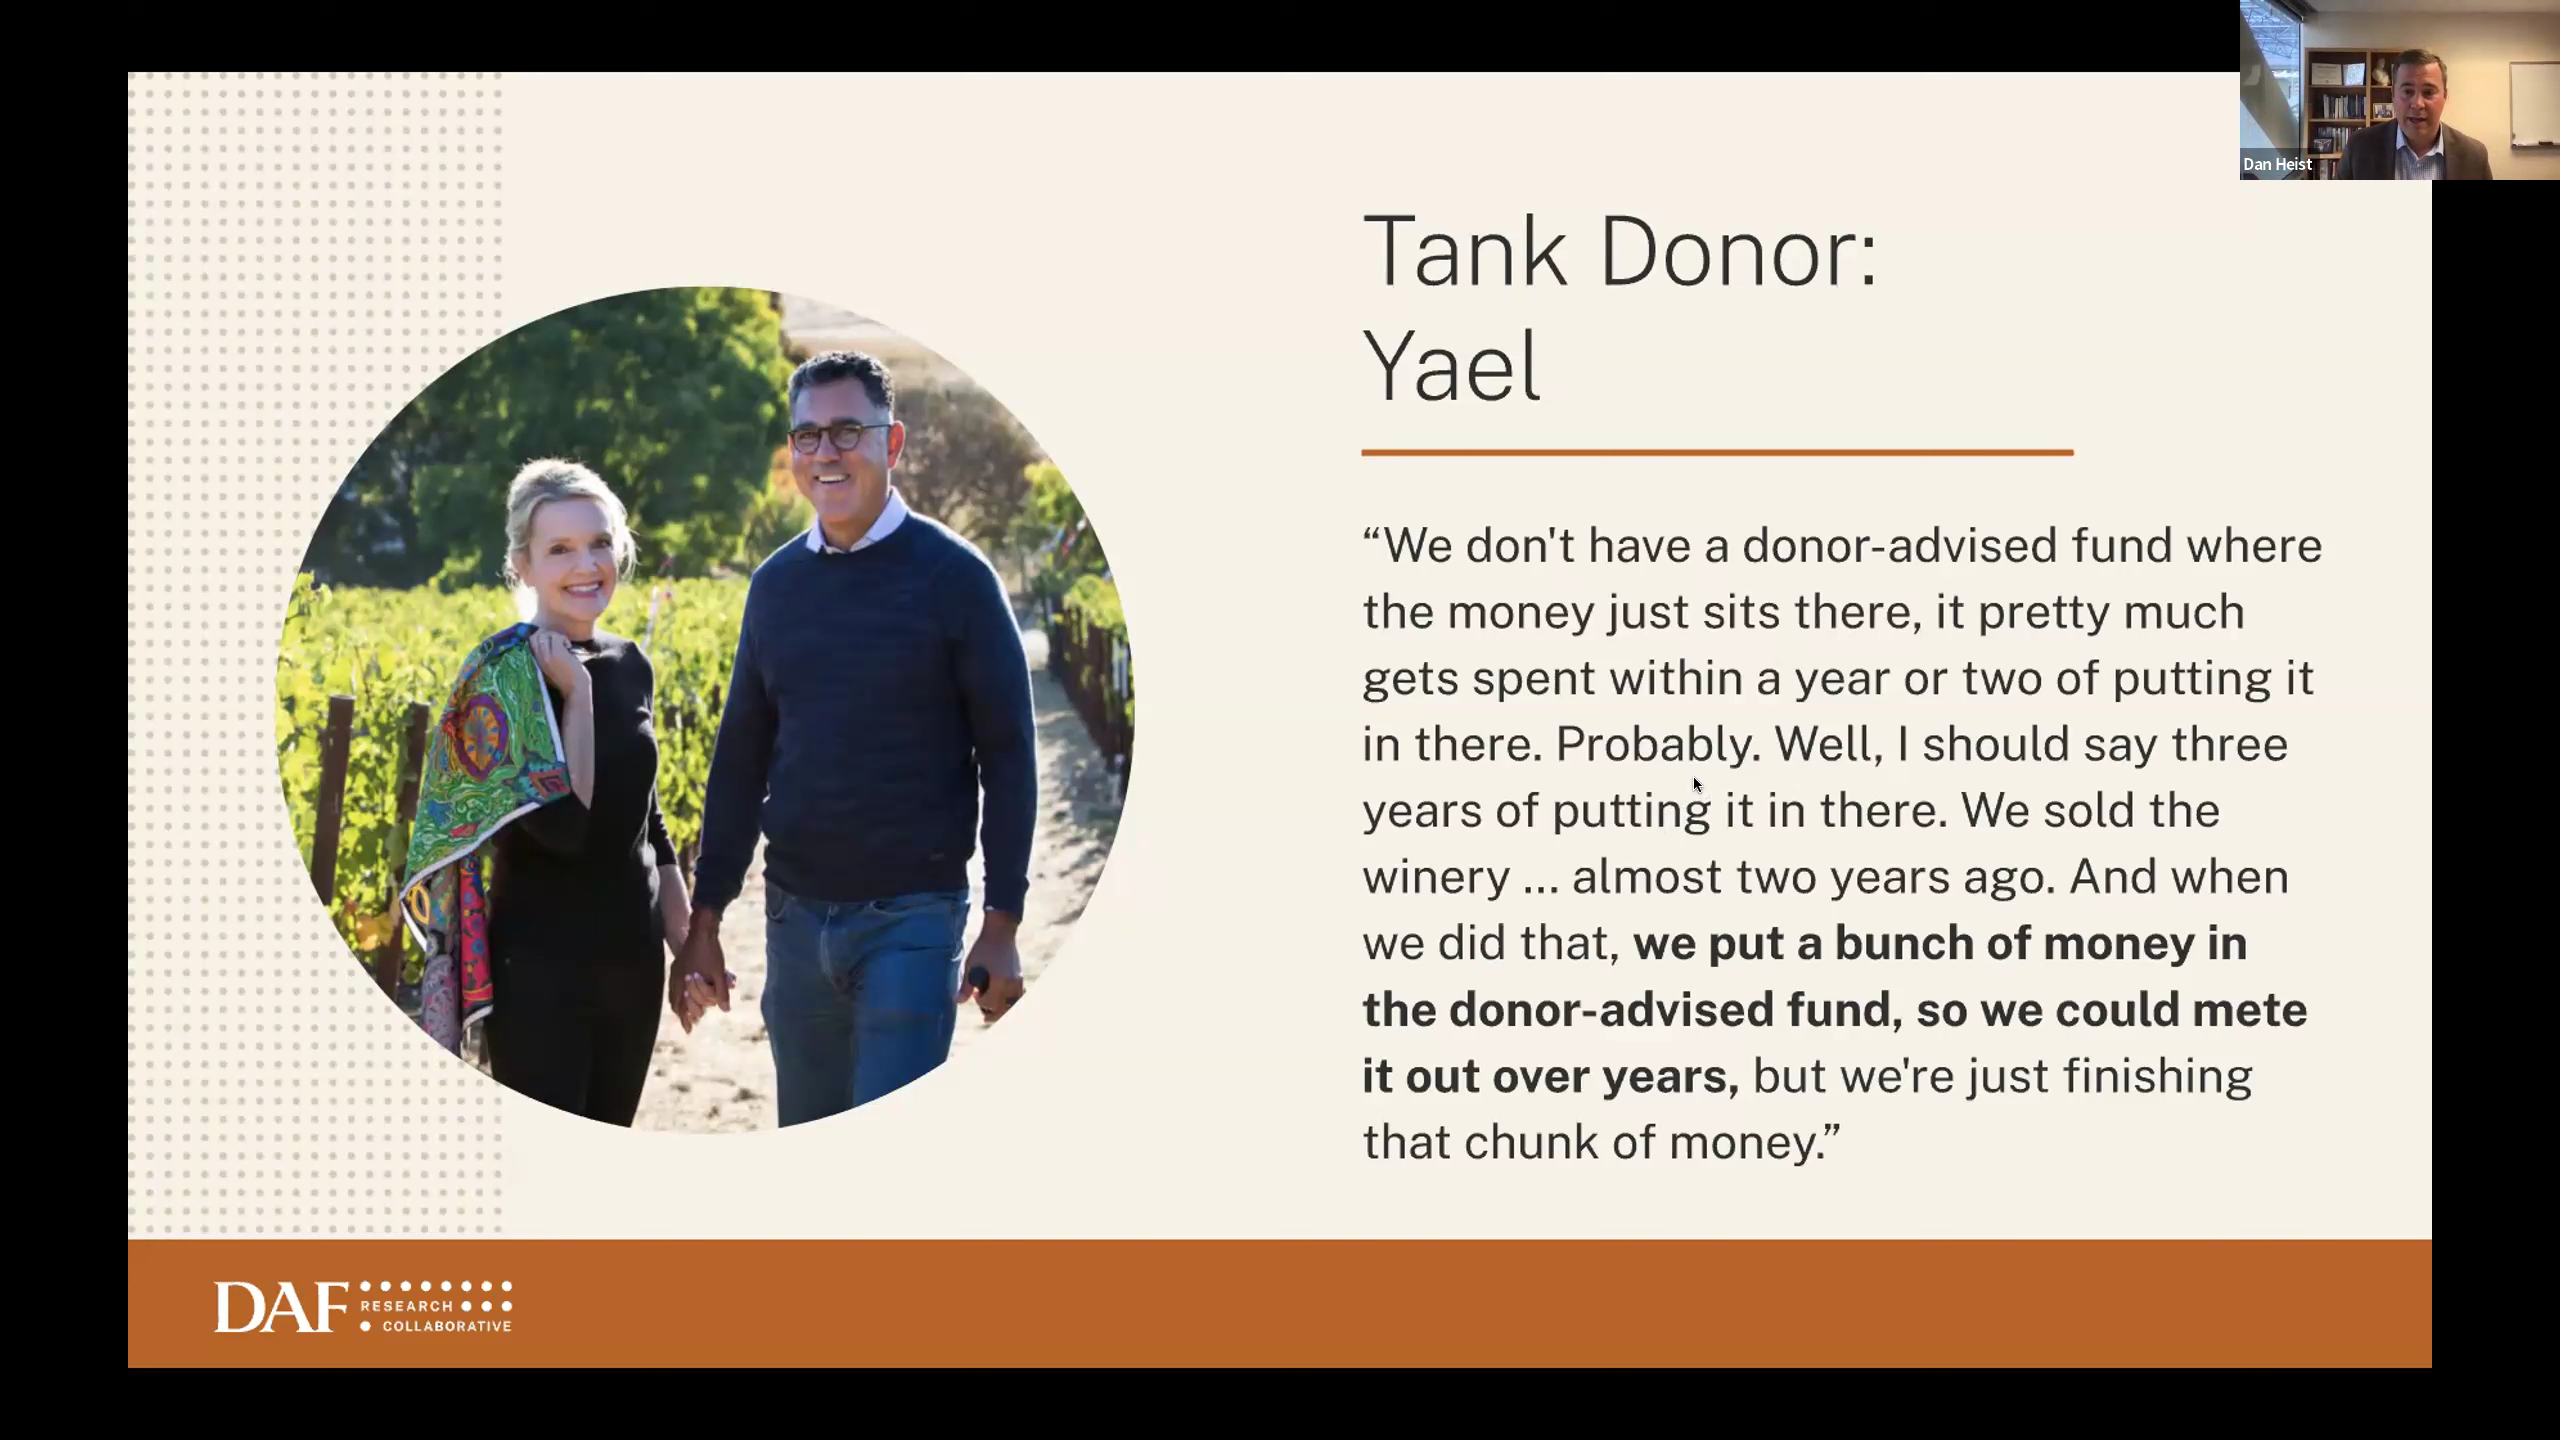 Dan Heist
Tank Donor:
Yael
“We don't have a donor-advised fund where
the money just sits there, it pretty much
gets spent within a year or two of putting it
in there. Probably. Well, I should say three
years of putting it in there. We sold the
winery ... almost two years ago. And when
we did that, we put a bunch of money in
the donor-advised fund, so we could mete
it out over years, but we're just finishing
that chunk of money.”
DAF
RESEARCH
COLLABORATIVE